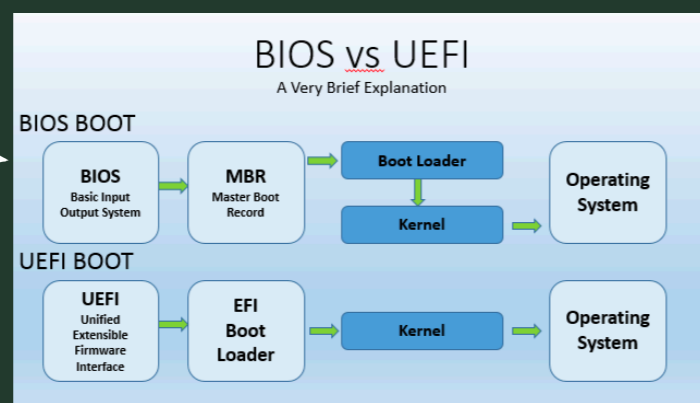 BIOS vs UEFI
A Very Brief Explanation
BIOS BOOT
BIOS
Basic Input
Output System
MBR
Master Boot
Record
Boot Loader
Kernel
Operating
System
UEFI BOOT
UEFI
Unified
Extensible
Firmware
Interface
EFI
Boot
Loader
Kernel
Operating
System